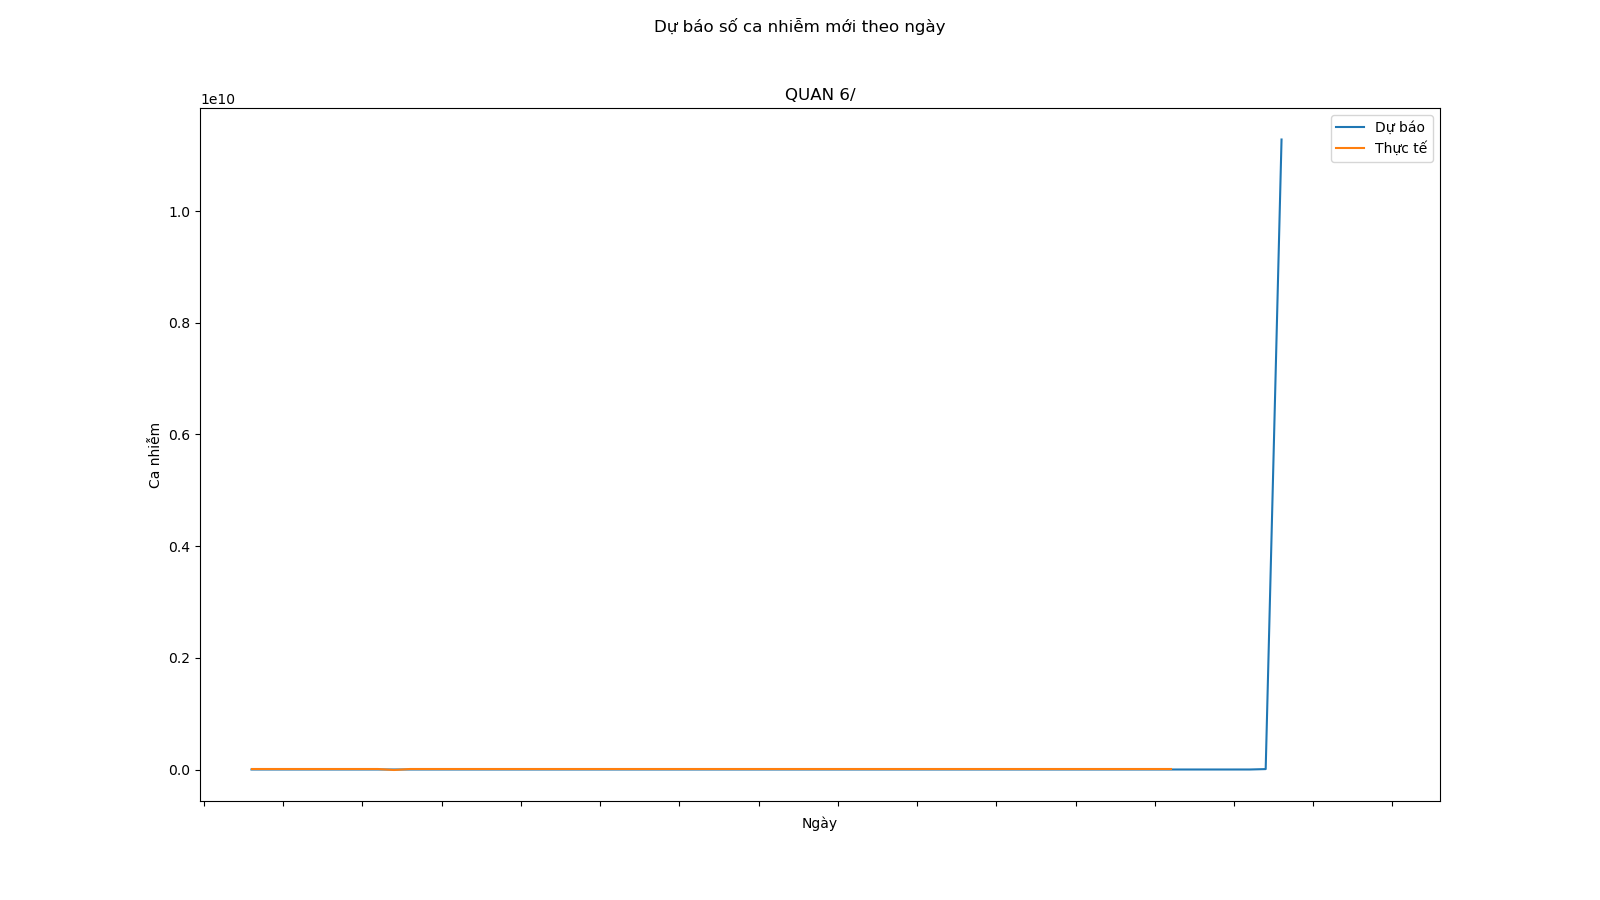 Dự báo số ca nhiễm mới theo ngày
QUAN 6/
1e10
Dự báo
Thực tế
1.0
0.8
0.6
0.4
0.2
0.0
Ca nhiễm
Ngày